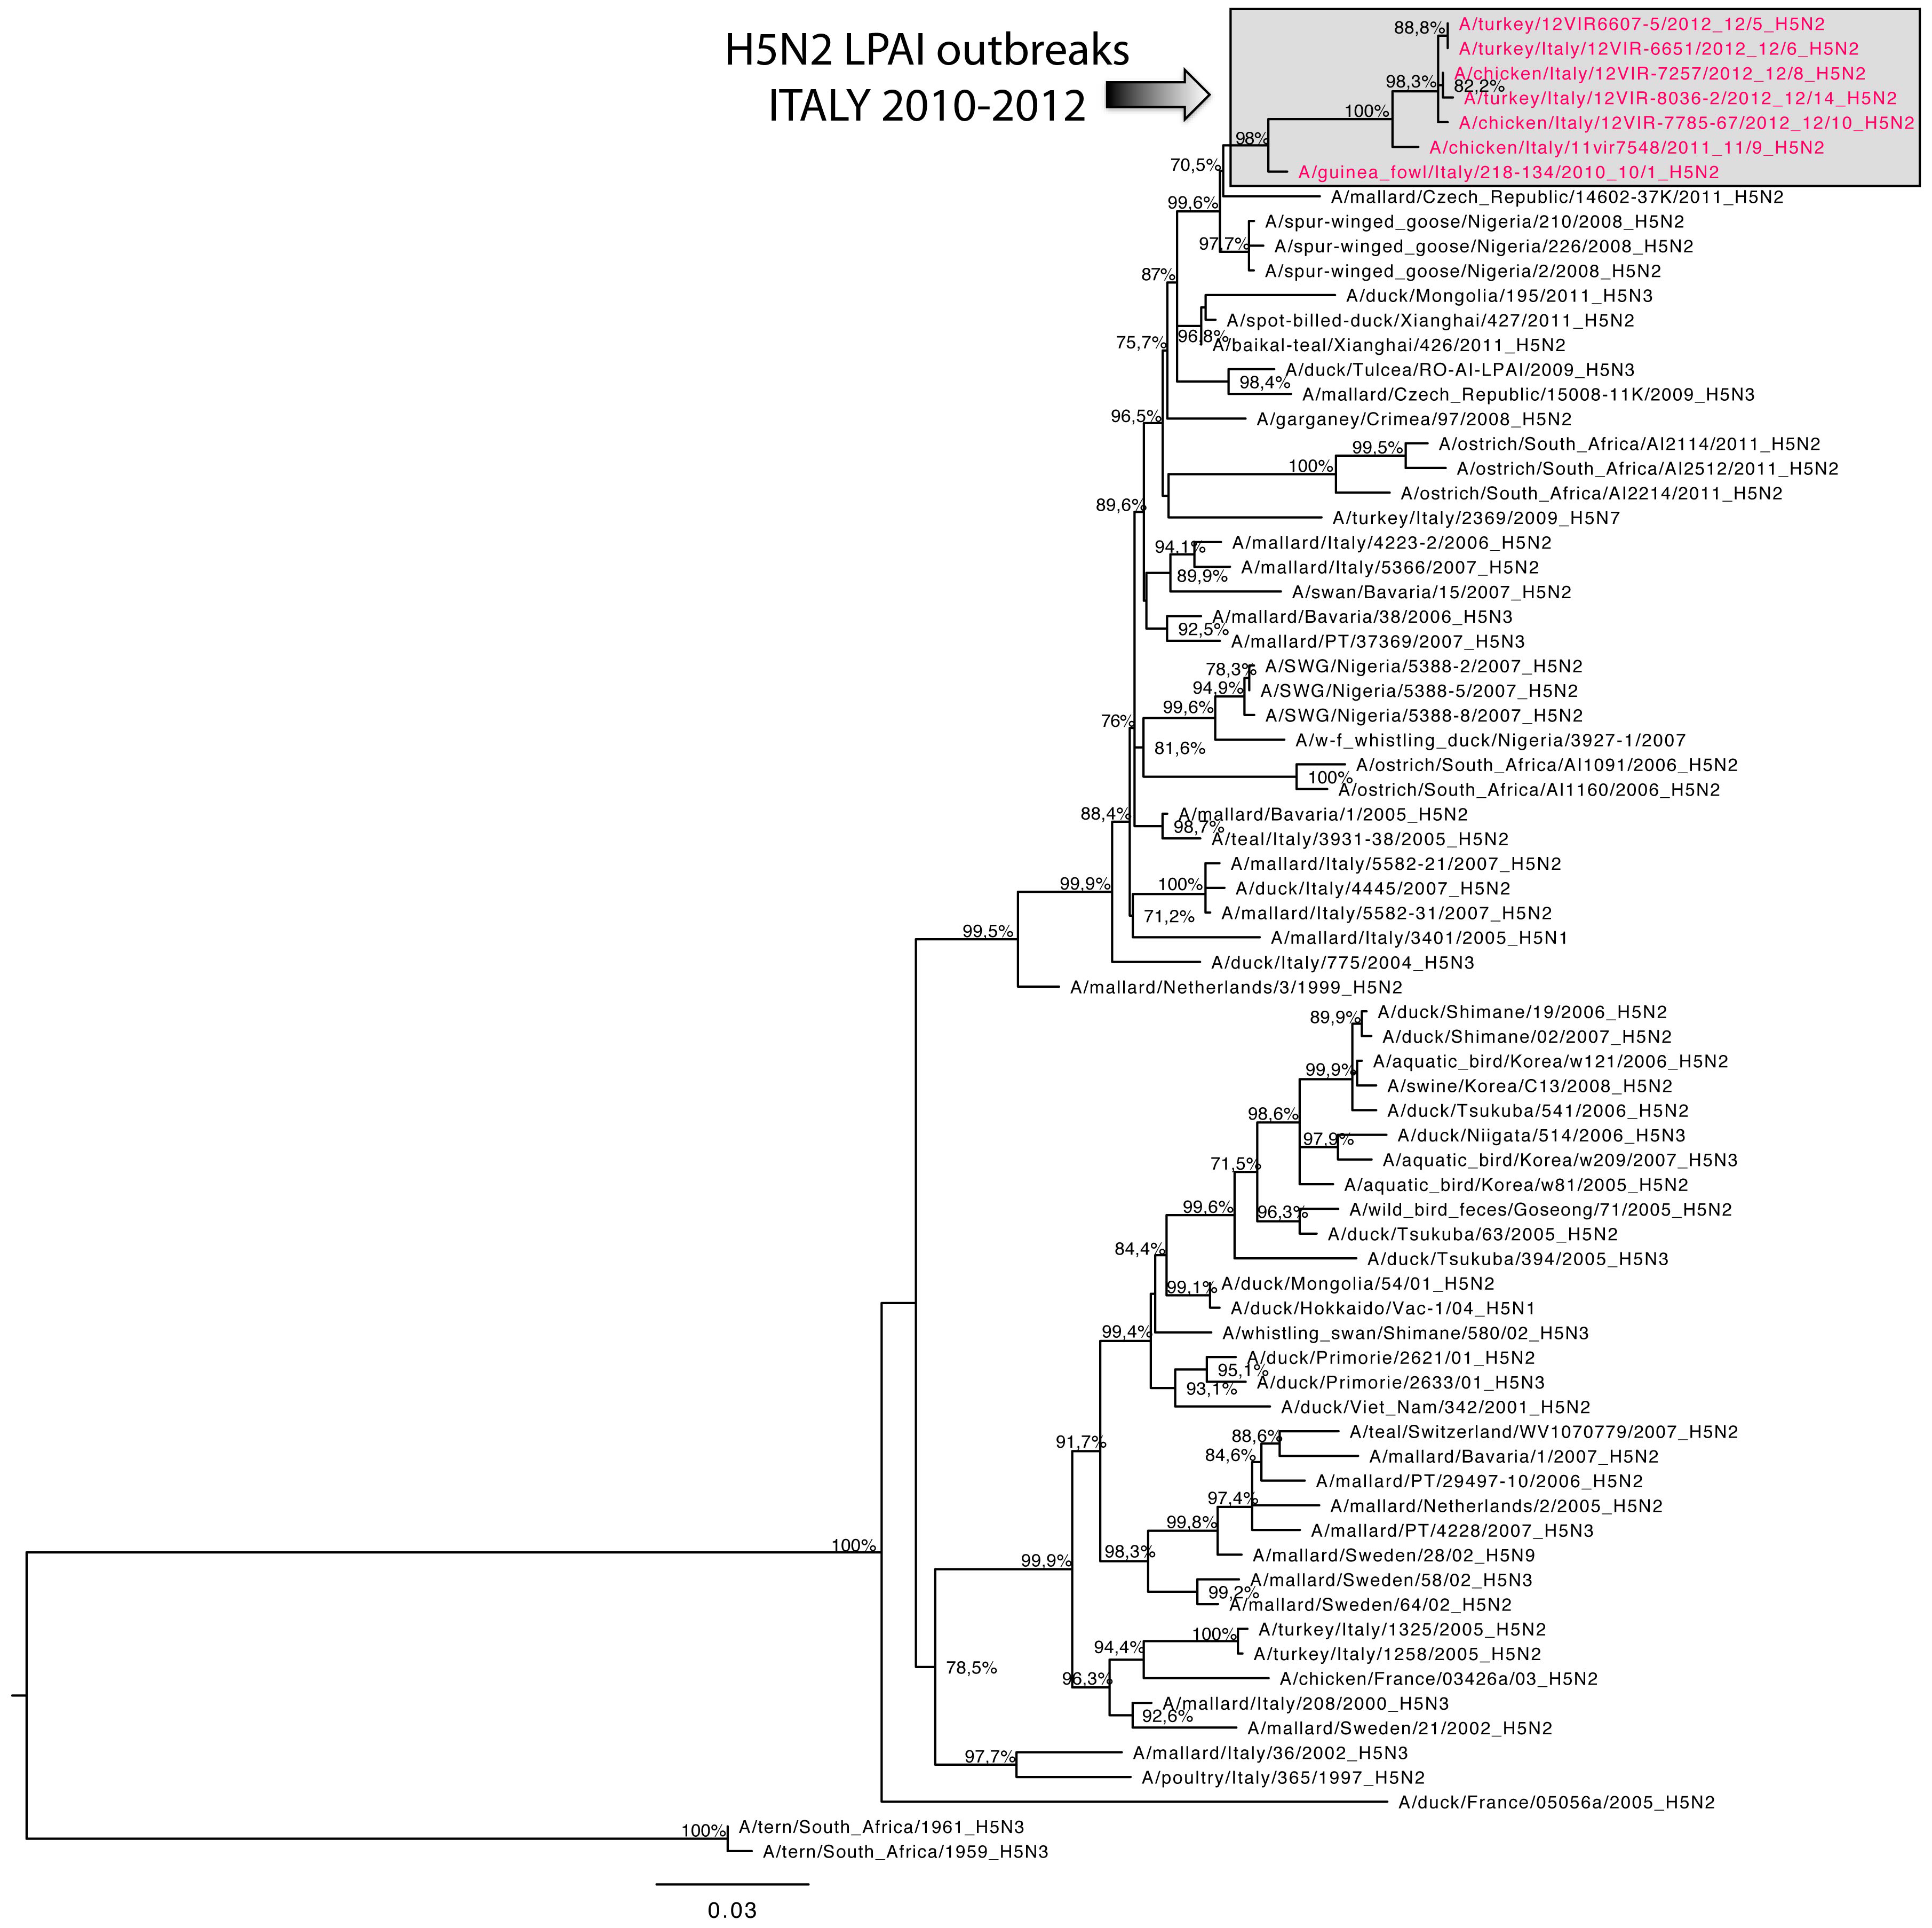 H5N2 LPAI outbreaks
ITALY 2010-2012
88,8%
A/turkey/12VIR6607-5/2012_12/5_H5N2
A/turkey/Italy/12VIR-6651/2012_12/6_H5N2
A/chicken/Italy/12VIR-7257/2012_12/8_H5N2
98,3%
82,2%
A/turkey/Italy/12VIR-8036-2/2012_12/14_H5N2
100%
A/chicken/Italy/12VIR-7785-67/2012_12/10_H5N2
98%
A/chicken/Italy/11vir7548/2011_11/9_H5N2
70,5%
A/guinea_fowl/Italy/218-134/2010_10/1_H5N2
A/mallard/Czech_Republic/14602-37K/2011_H5N2
99,6%
A/spur-winged_goose/Nigeria/210/2008_H5N2
97,7%
A/spur-winged_goose/Nigeria/226/2008_H5N2
A/spur-winged_goose/Nigeria/2/2008_H5N2
87%
A/duck/Mongolia/195/2011_H5N3
A/spot-billed-duck/Xianghai/427/2011_H5N2
96,8%
75,7%
A/baikal-teal/Xianghai/426/2011_H5N2
A/duck/Tulcea/RO-AI-LPAI/2009_H5N3
98,4%
A/mallard/Czech_Republic/15008-11K/2009_H5N3
96,5%
A/garganey/Crimea/97/2008_H5N2
99,5%
A/ostrich/South_Africa/AI2114/2011_H5N2
100%
A/ostrich/South_Africa/AI2512/2011_H5N2
A/ostrich/South_Africa/AI2214/2011_H5N2
89,6%
A/turkey/Italy/2369/2009_H5N7
94,1%
A/mallard/Italy/4223-2/2006_H5N2
A/mallard/Italy/5366/2007_H5N2
89,9%
A/swan/Bavaria/15/2007_H5N2
A/mallard/Bavaria/38/2006_H5N3
92,5%
A/mallard/PT/37369/2007_H5N3
78,3%
A/SWG/Nigeria/5388-2/2007_H5N2
94,9%
A/SWG/Nigeria/5388-5/2007_H5N2
99,6%
A/SWG/Nigeria/5388-8/2007_H5N2
76%
A/w-f_whistling_duck/Nigeria/3927-1/2007
81,6%
A/ostrich/South_Africa/AI1091/2006_H5N2
100%
A/ostrich/South_Africa/AI1160/2006_H5N2
88,4%
A/mallard/Bavaria/1/2005_H5N2
98,7%
A/teal/Italy/3931-38/2005_H5N2
A/mallard/Italy/5582-21/2007_H5N2
99,9%
100%
A/duck/Italy/4445/2007_H5N2
71,2%
A/mallard/Italy/5582-31/2007_H5N2
99,5%
A/mallard/Italy/3401/2005_H5N1
A/duck/Italy/775/2004_H5N3
A/mallard/Netherlands/3/1999_H5N2
89,9%
A/duck/Shimane/19/2006_H5N2
A/duck/Shimane/02/2007_H5N2
99,9%
A/aquatic_bird/Korea/w121/2006_H5N2
A/swine/Korea/C13/2008_H5N2
98,6%
A/duck/Tsukuba/541/2006_H5N2
97,9%
A/duck/Niigata/514/2006_H5N3
71,5%
A/aquatic_bird/Korea/w209/2007_H5N3
A/aquatic_bird/Korea/w81/2005_H5N2
99,6%
96,3%
A/wild_bird_feces/Goseong/71/2005_H5N2
A/duck/Tsukuba/63/2005_H5N2
84,4%
A/duck/Tsukuba/394/2005_H5N3
99,1%
A/duck/Mongolia/54/01_H5N2
A/duck/Hokkaido/Vac-1/04_H5N1
99,4%
A/whistling_swan/Shimane/580/02_H5N3
A/duck/Primorie/2621/01_H5N2
95,1%
93,1%
A/duck/Primorie/2633/01_H5N3
A/duck/Viet_Nam/342/2001_H5N2
91,7%
88,6%
A/teal/Switzerland/WV1070779/2007_H5N2
84,6%
A/mallard/Bavaria/1/2007_H5N2
A/mallard/PT/29497-10/2006_H5N2
97,4%
A/mallard/Netherlands/2/2005_H5N2
99,8%
A/mallard/PT/4228/2007_H5N3
100%
99,9%
98,3%
A/mallard/Sweden/28/02_H5N9
A/mallard/Sweden/58/02_H5N3
99,2%
A/mallard/Sweden/64/02_H5N2
100%
A/turkey/Italy/1325/2005_H5N2
94,4%
A/turkey/Italy/1258/2005_H5N2
78,5%
96,3%
A/chicken/France/03426a/03_H5N2
A/mallard/Italy/208/2000_H5N3
92,6%
A/mallard/Sweden/21/2002_H5N2
97,7%
A/mallard/Italy/36/2002_H5N3
A/poultry/Italy/365/1997_H5N2
A/duck/France/05056a/2005_H5N2
100%
A/tern/South_Africa/1961_H5N3
A/tern/South_Africa/1959_H5N3
0.03